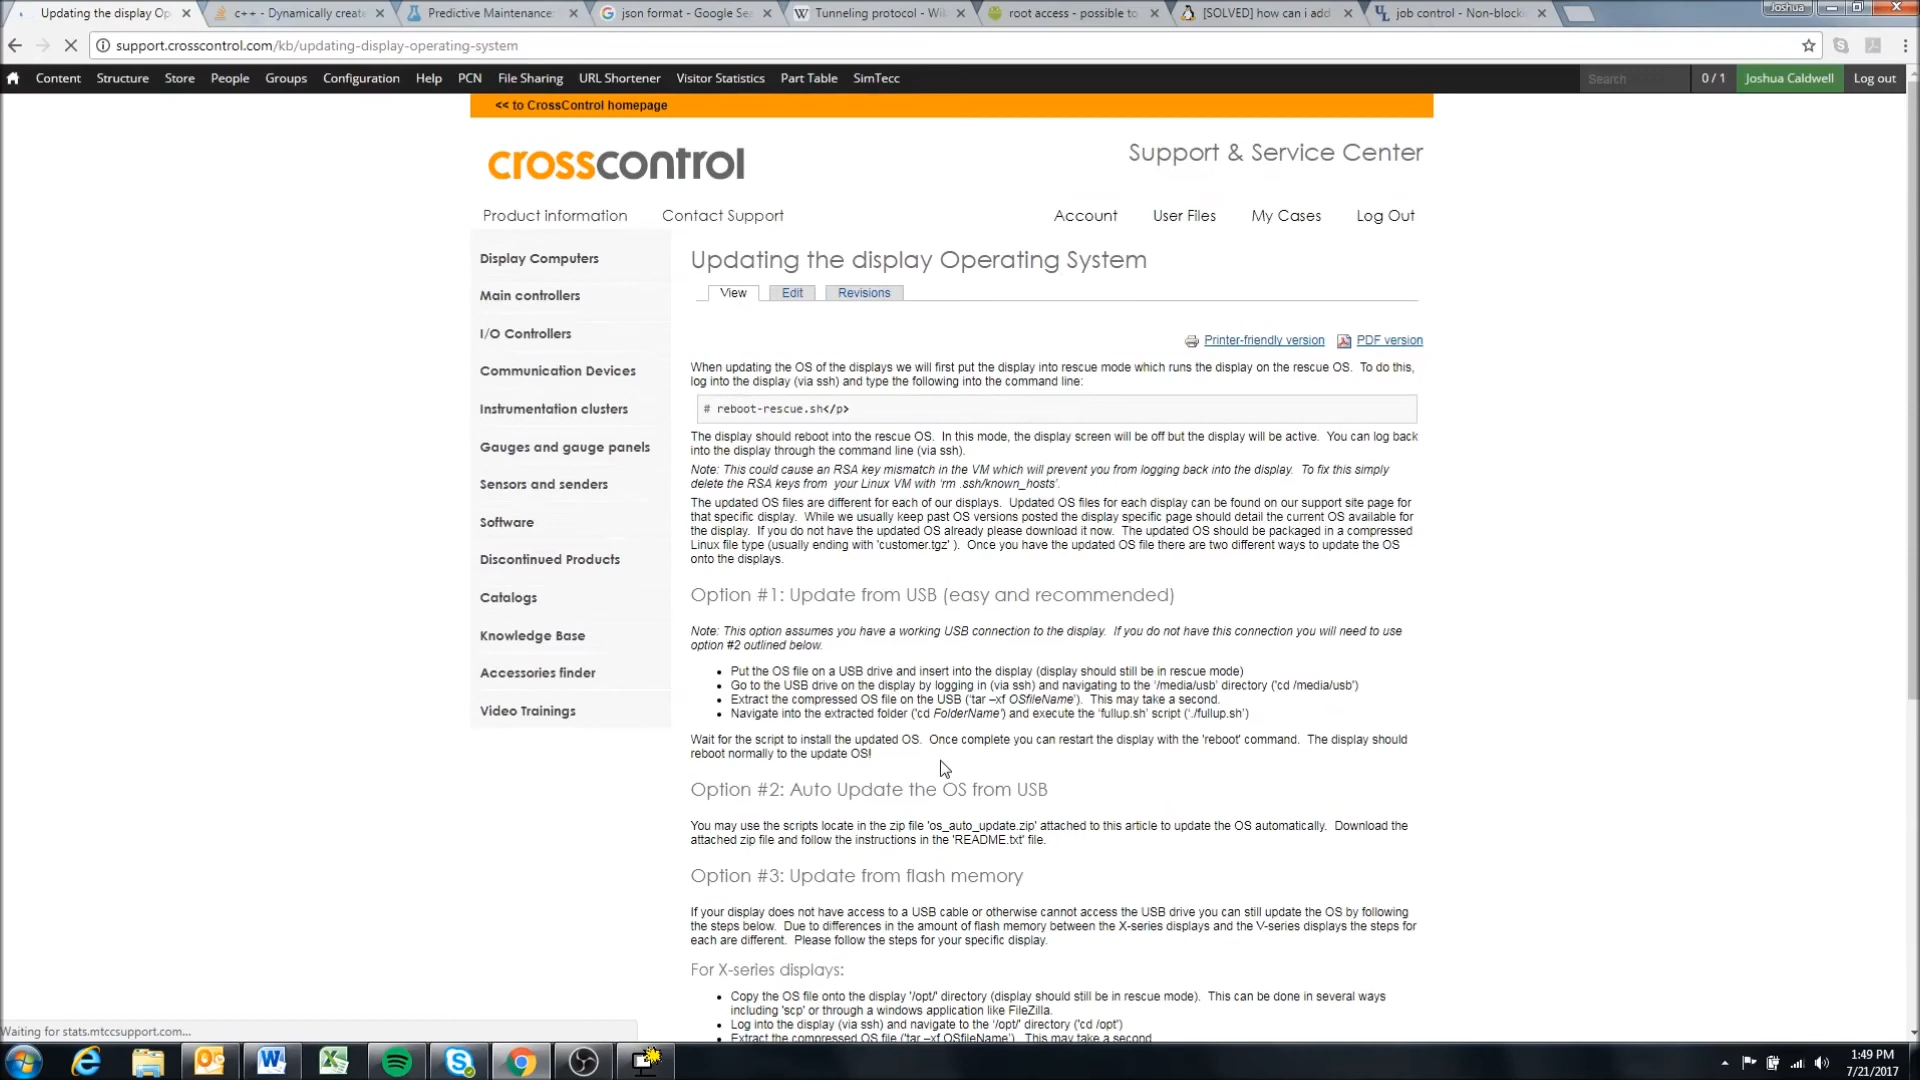 Updating the display Op
c++ - Dynamically create
Predictive Maintenance
json format - Google Sea
Tunneling protocol - Wik
root access - possible to
[SOLVED] how can i add
job control - Non-block
Joshua
support.crosscontrol.com/kb/updating-display-operating-system
Content Structure Store People Groups Configuration Help PCN File Sharing URL Shortener Visitor Statistics Part Table SimTecc Search 0 / 1 Joshua Caldwell Log out
<< to CrossControl homepage
crosscontrol
Support & Service Center
Product information Contact Support Account User Files My Cases Log Out
Display Computers
Main controllers
I/O Controllers
Communication Devices
Instrumentation clusters
Gauges and gauge panels
Sensors and senders
Software
Discontinued Products
Catalogs
Knowledge Base
Accessories finder
Video Trainings
Updating the display Operating System
View Edit Revisions
Printer-friendly version PDF version
When updating the OS of the displays we will first put the display into rescue mode which runs the display on the rescue OS. To do this,
log into the display (via ssh) and type the following into the command line:
# reboot-rescue.sh</p>
The display should reboot into the rescue OS. In this mode, the display screen will be off but the display will be active. You can log back
into the display through the command line (via ssh).
Note: This could cause an RSA key mismatch in the VM which will prevent you from logging back into the display. To fix this simply
delete the RSA keys from your Linux VM with 'rm .ssh/known_hosts'.
The updated OS files are different for each of our displays. Updated OS files for each display can be found on our support site page for
that specific display. While we usually keep past OS versions posted the display specific page should detail the current OS available for
the display. If you do not have the updated OS already please download it now. The updated OS should be packaged in a compressed
Linux file type (usually ending with 'customer.tgz' ). Once you have the updated OS file there are two different ways to update the OS
onto the displays.
Option #1: Update from USB (easy and recommended)
Note: This option assumes you have a working USB connection to the display. If you do not have this connection you will need to use
option #2 outlined below.
• Put the OS file on a USB drive and insert into the display (display should still be in rescue mode)
• Go to the USB drive on the display by logging in (via ssh) and navigating to the '/media/usb' directory ('cd /media/usb')
• Extract the compressed OS file on the USB ('tar –xf OSfileName'). This may take a second.
• Navigate into the extracted folder ('cd FolderName') and execute the 'fullup.sh' script ('./fullup.sh')
Wait for the script to install the updated OS. Once complete you can restart the display with the 'reboot' command. The display should
reboot normally to the update OS!
Option #2: Auto Update the OS from USB
You may use the scripts locate in the zip file 'os_auto_update.zip' attached to this article to update the OS automatically. Download the
attached zip file and follow the instructions in the 'README.txt' file.
Option #3: Update from flash memory
If your display does not have access to a USB cable or otherwise cannot access the USB drive you can still update the OS by following
the steps below. Due to differences in the amount of flash memory between the X-series displays and the V-series displays the steps for
each are different. Please follow the steps for your specific display.
For X-series displays:
• Copy the OS file onto the display '/opt/' directory (display should still be in rescue mode). This can be done in several ways
including 'scp' or through a windows application like FileZilla.
• Log into the display (via ssh) and navigate to the '/opt/' directory ('cd /opt')
• Extract the compressed OS file ('tar –xf OSfileName'). This may take a second
Waiting for stats.mtccsupport.com...
1:49 PM
7/21/2017